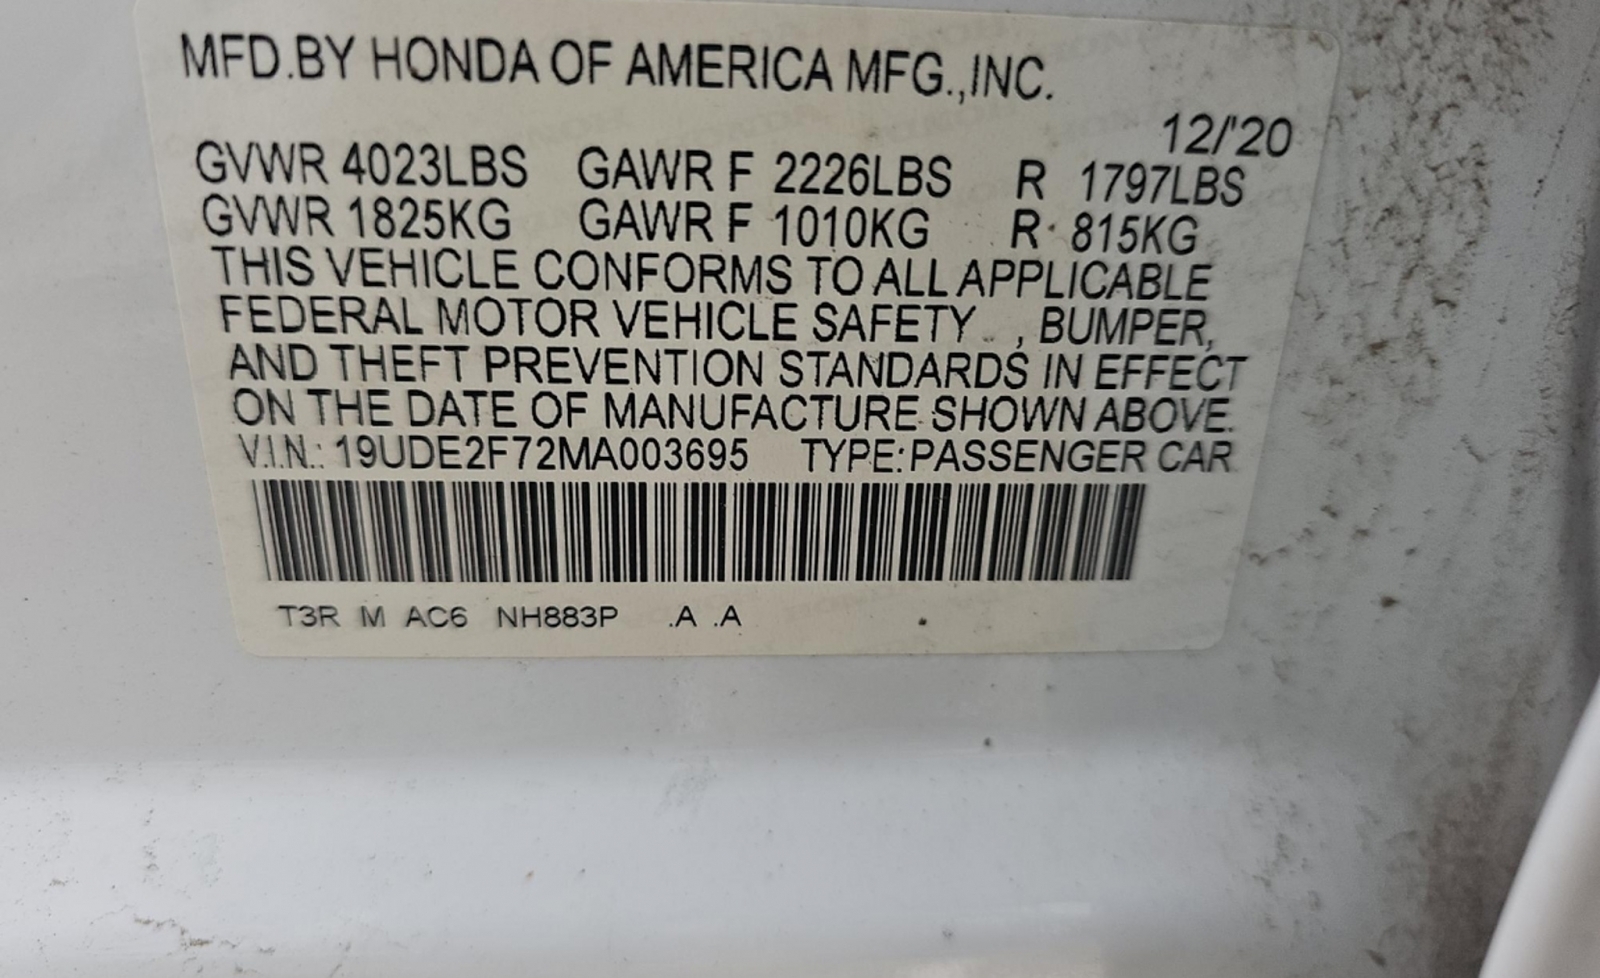 MFD.BY HONDA OF AMERICA MFG.,INC.
12/'20
GVWR 4023LBS GAWR F 2226LBS R 1797LBS
GVWR 1825KG GAWR F 1010KG R 815KG
THIS VEHICLE CONFORMS TO ALL APPLICABLE
FEDERAL MOTOR VEHICLE SAFETY , BUMPER,
AND THEFT PREVENTION STANDARDS IN EFFECT
ON THE DATE OF MANUFACTURE SHOWN ABOVE.
V.I.N.: 19UDE2F72MA003695 TYPE:PASSENGER CAR
T3R M AC6 NH883P .A .A